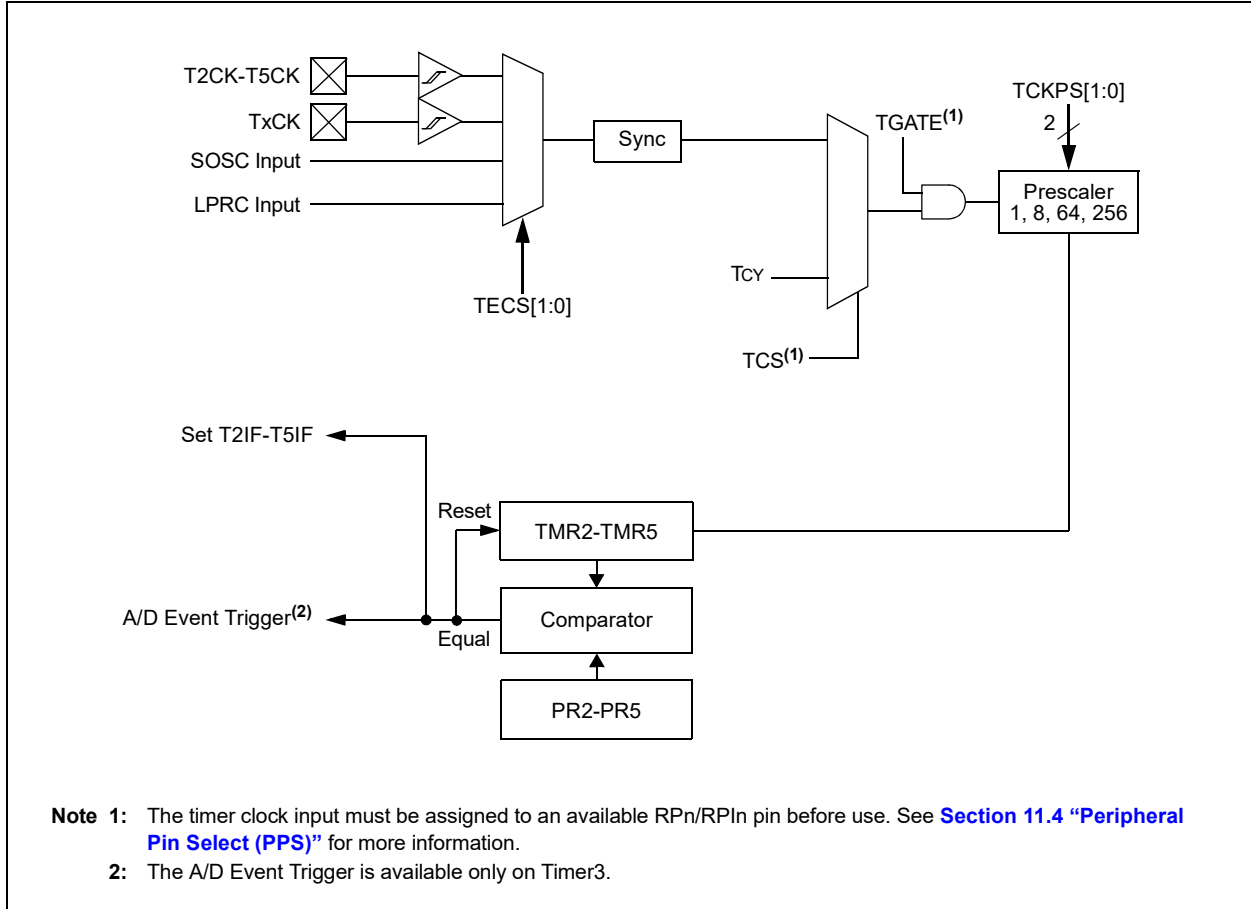 T2CK-T5CK
TxCK
SOSC Input
LPRC Input
TECS[1:0]
Sync
TGATE(1)
TCY
TCS(1)
TCKPS[1:0]
2
Prescaler
1, 8, 64, 256
Set T2IF-T5IF
Reset
TMR2-TMR5
A/D Event Trigger(2)
Equal
Comparator
PR2-PR5
Note 1: The timer clock input must be assigned to an available RPn/RPIn pin before use. See Section 11.4 “Peripheral
Pin Select (PPS)” for more information.
2: The A/D Event Trigger is available only on Timer3.